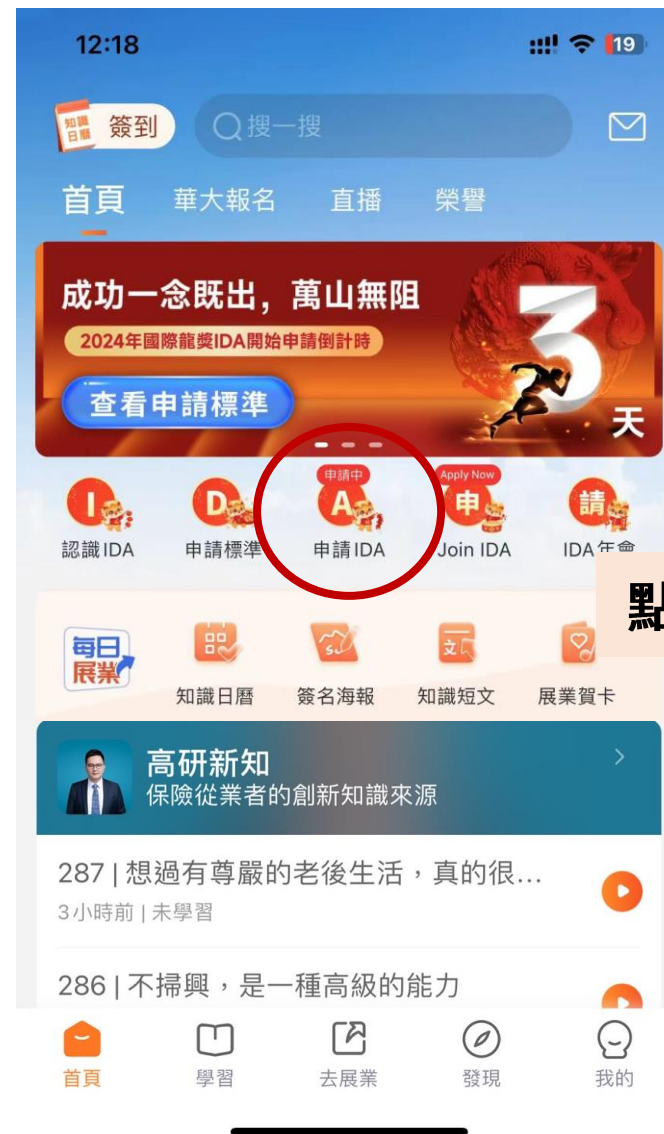 12:18
19
知識
日曆
簽到
搜一搜
首頁 華大報名 直播 榮譽
成功一念既出，萬山無阻
2024年國際龍獎IDA開始申請倒計時
查看申請標準
3
天
申請中 Apply Now
I D A 申 請
認識IDA 申請標準 申請IDA Join IDA IDA年會
點
每日
展業
文
知識日曆 簽名海報 知識短文 展業賀卡
高研新知
保險從業者的創新知識來源
287 | 想過有尊嚴的老後生活，真的很...
3小時前 | 未學習
286 | 不掃興，是一種高級的能力
首頁 學習 去展業 發現 我的